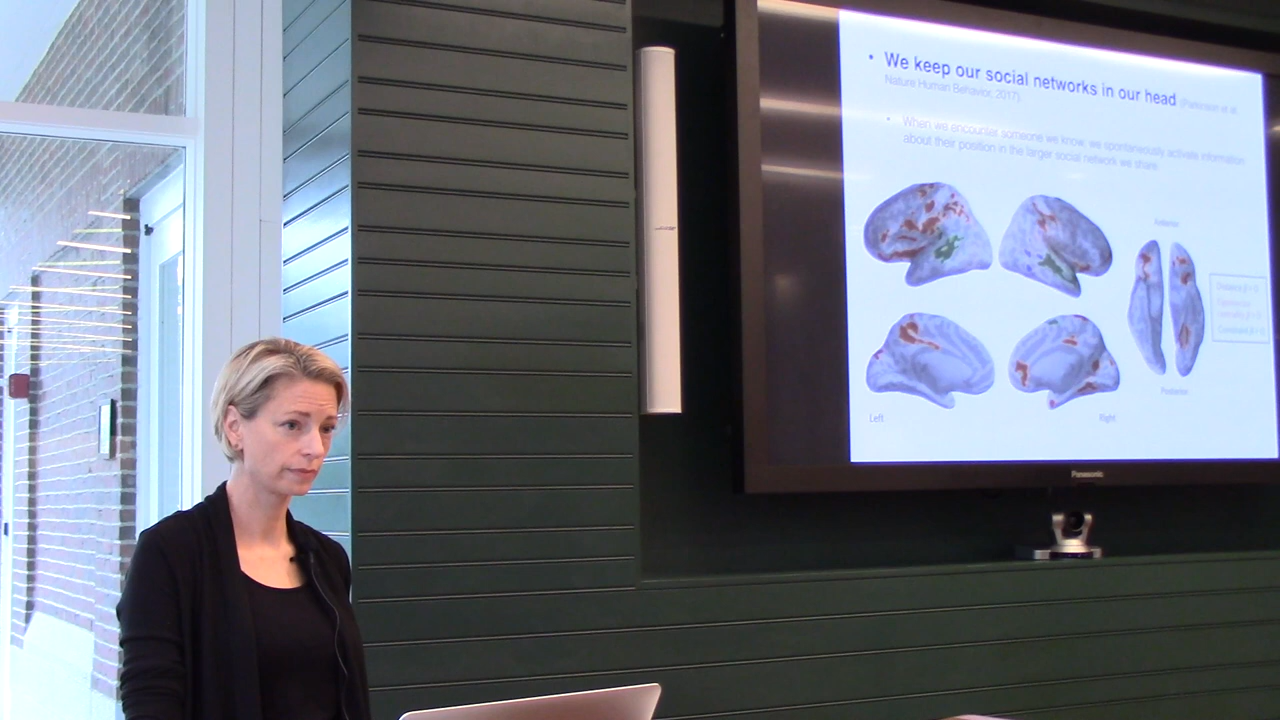 • We keep our social networks in our head (Parkinson et al
Nature Human Behavior, 2017)
• When we encounter someone we know, we spontaneously activate information
about their position in the larger social network we share
Anterior
Posterior
Left
Right
Panasonic